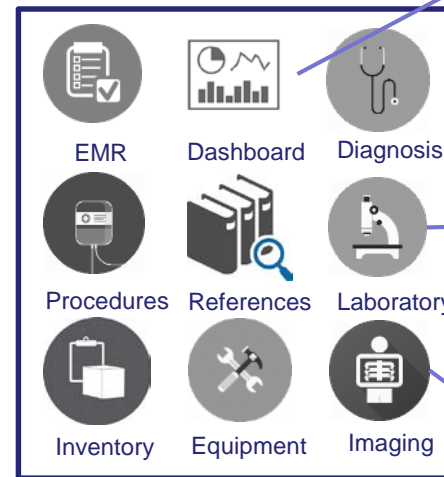 EMR Dashboard Diagnosis
Procedures References Laboratory
Inventory Equipment Imaging